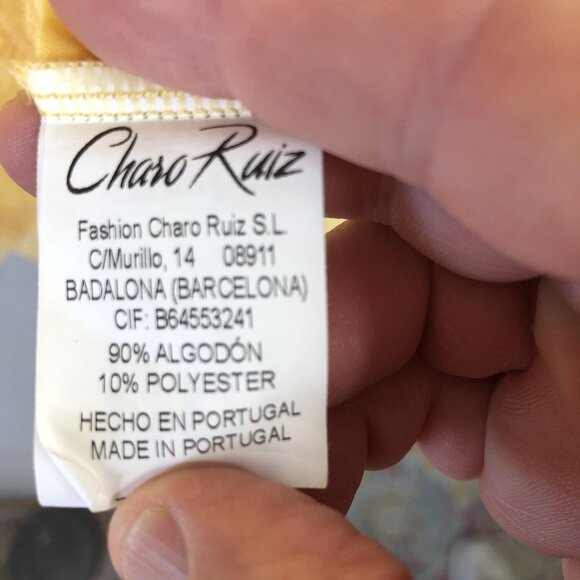 Charo Ruiz
Fashion Charo Ruiz S.L.
C/Murillo, 14 08911
BADALONA (BARCELONA)
CIF: B64553241
90% ALGODÓN
10% POLYESTER
HECHO EN PORTUGAL
MADE IN PORTUGAL